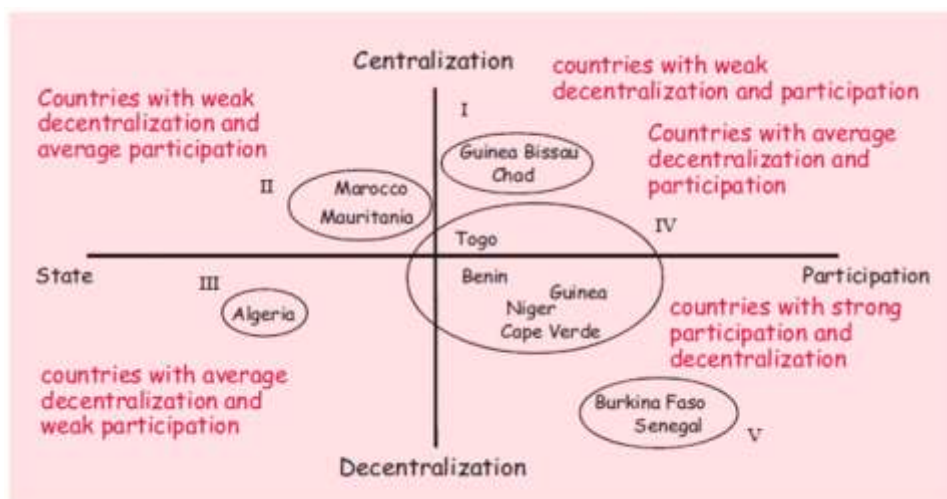 Centralization
countries with weak
decentralization and participation
Countries with weak
decentralization and
average participation
I
Guinea Bissau
Chad
Countries with average
decentralization and
participation
II
Marocco
Mauritania
IV
Togo
State
Participation
III
Benin
Guinea
Niger
Cape Verde
Algeria
countries with strong
participation and
decentralization
countries with average
decentralization and
weak participation
Burkina Faso
Senegal
V
Decentralization